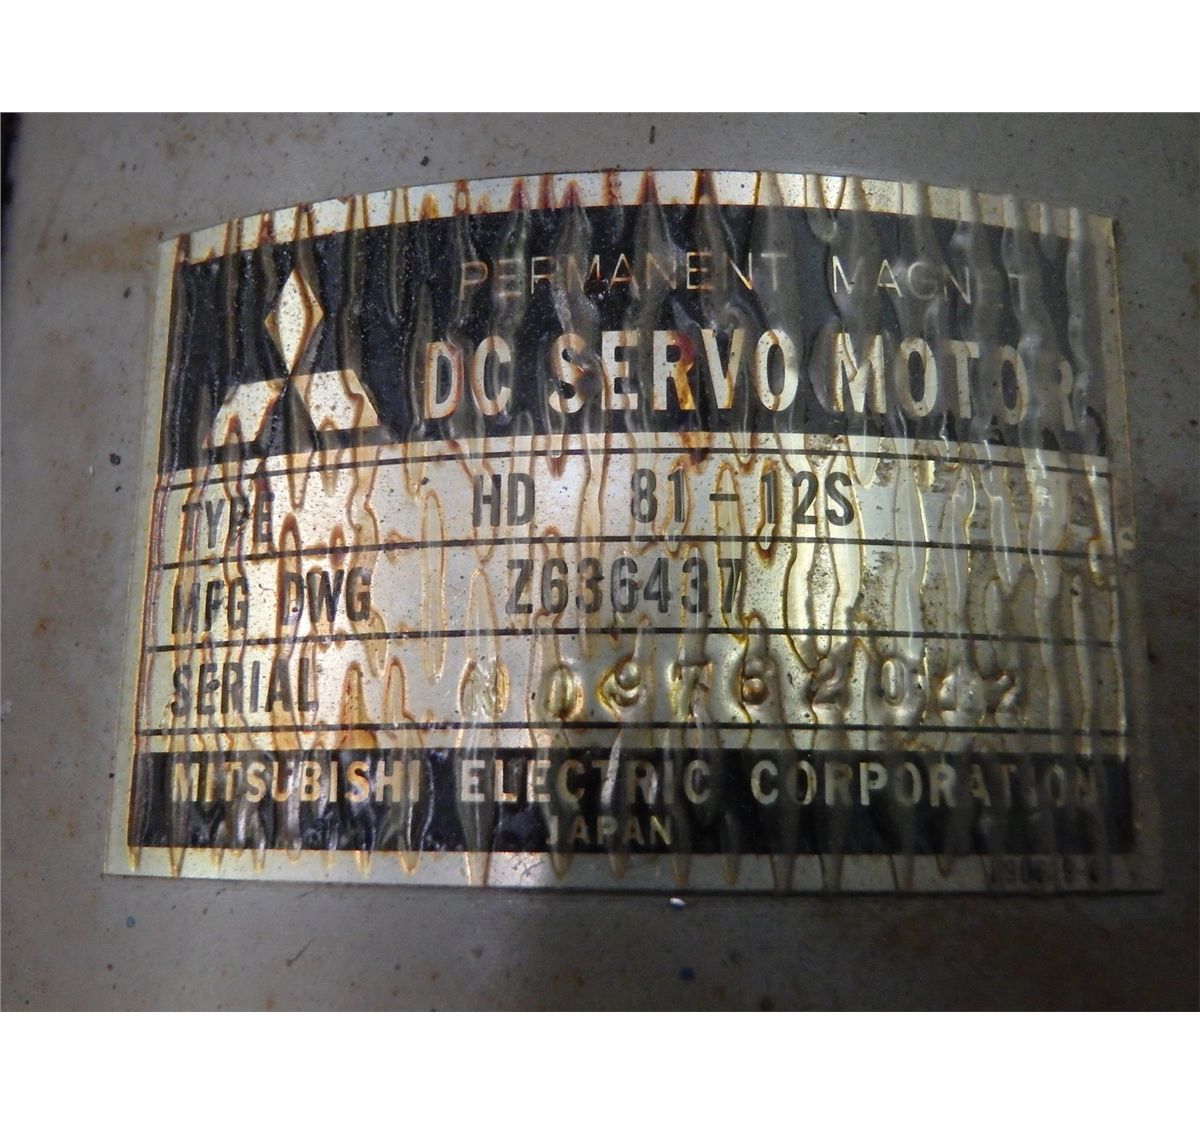 PERMANENT MAGNET
DC SERVO MOTOR
TYPE HD 81-12S
MFG DWG Z636437
SERIAL
MITSUBISHI ELECTRIC CORPORATION
JAPAN